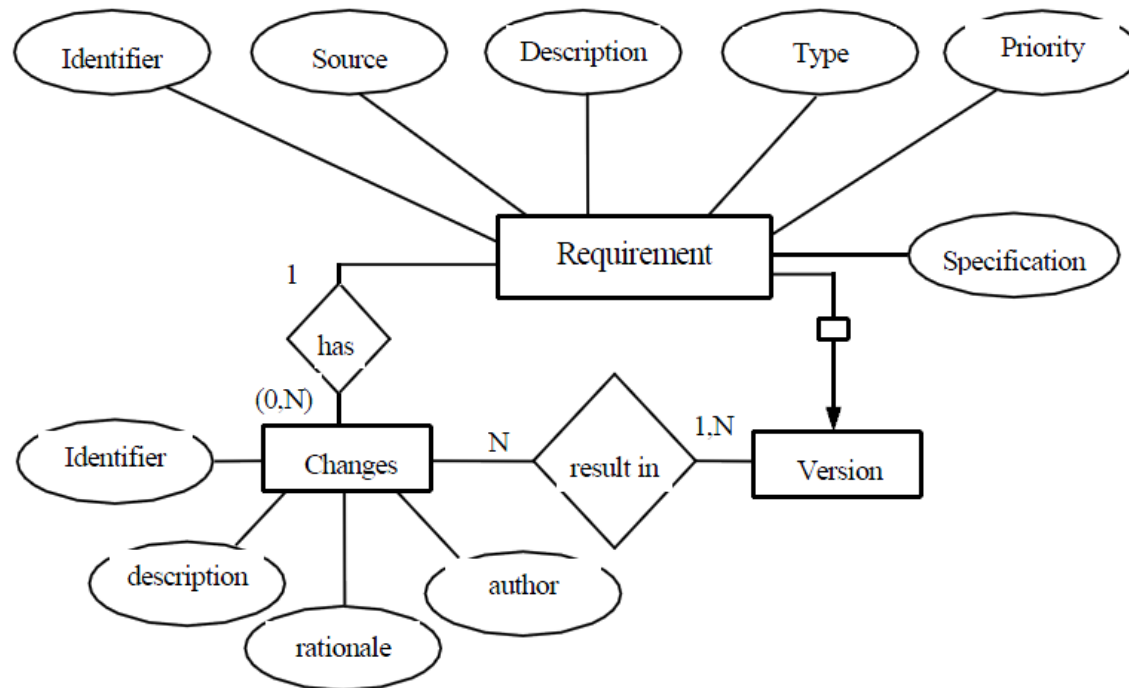 Identifier
Source
Description
Type
Priority
Requirement
Specification
1
has
(0,N)
Identifier
Changes
N
result in
1,N
Version
description
author
rationale